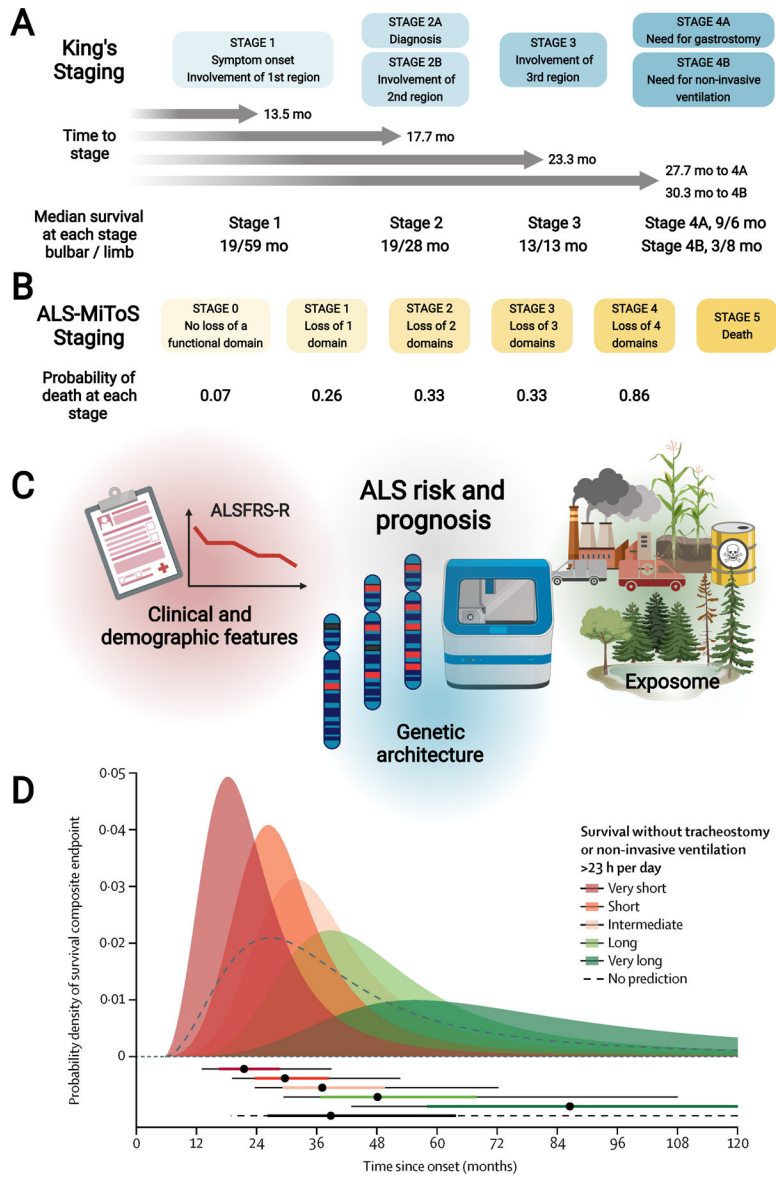 A
King's
Staging
STAGE 1
Symptom onset
Involvement of 1st region
STAGE 2A
Diagnosis
STAGE 2B
Involvement of
2nd region
STAGE 3
Involvement of
3rd region
STAGE 4A
Need for gastrostomy
STAGE 4B
Need for non-invasive
ventilation
Time to
stage
13.5 mo
17.7 mo
23.3 mo
27.7 mo to 4A
30.3 mo to 4B
Median survival
at each stage
bulbar / limb
Stage 1
19/59 mo
Stage 2
19/28 mo
Stage 3
13/13 mo
Stage 4A, 9/6 mo
Stage 4B, 3/8 mo
B
ALS-MiToS
Staging
STAGE 0
No loss of a
functional domain
STAGE 1
Loss of 1
domain
STAGE 2
Loss of 2
domains
STAGE 3
Loss of 3
domains
STAGE 4
Loss of 4
domains
STAGE 5
Death
Probability of
death at each
stage
0.07
0.26
0.33
0.33
0.86
C
ALSFRS-R
Clinical and
demographic features
ALS risk and
prognosis
Genetic
architecture
Exposome
D
Probability density of survival composite endpoint
0·05
0·04
0·03
0·02
0·01
0
Survival without tracheostomy
or non-invasive ventilation
>23 h per day
Very short
Short
Intermediate
Long
Very long
No prediction
0 12 24 36 48 60 72 84 96 108 120
Time since onset (months)